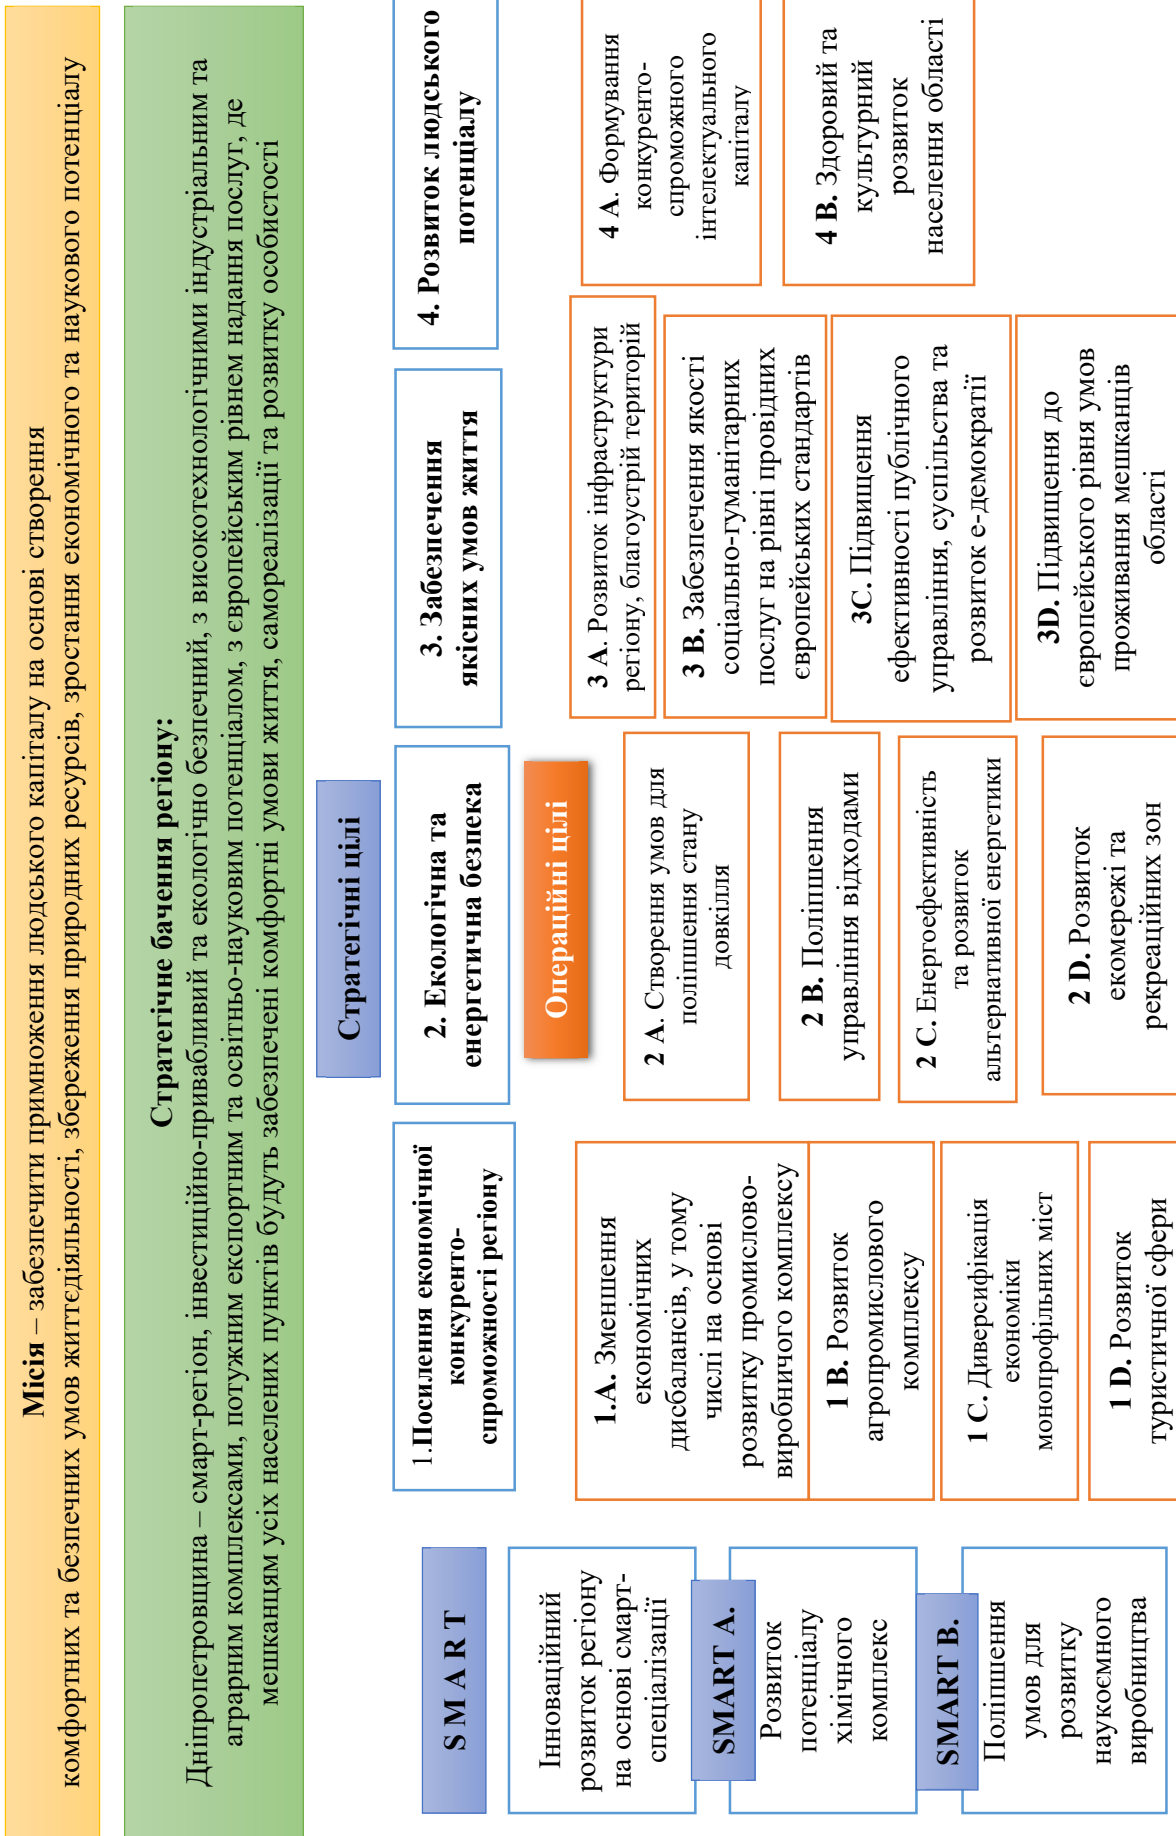 Місія – забезпечити примноження людського капіталу на основі створення
комфортних та безпечних умов життєдіяльності, збереження природних ресурсів, зростання економічного та наукового потенціалу
Стратегічне бачення регіону:
Дніпропетровщина – смарт-регіон, інвестиційно-привабливий та екологічно безпечний, з високотехнологічними індустріальним та
аграрним комплексами, потужним експортним та освітньо-науковим потенціалом, з європейським рівнем надання послуг, де
мешканцям усіх населених пунктів будуть забезпечені комфортні умови життя, самореалізації та розвитку особистості
Стратегічні цілі
S M A R T
Інноваційний
розвиток регіону
на основі смарт-
спеціалізації
SMART A.
Розвиток
потенціалу
хімічного
комплекс
SMART B.
Поліпшення
умов для
розвитку
наукоємного
виробництва
1.Посилення економічної
конкуренто-
спроможності регіону
2. Екологічна та
енергетична безпека
3. Забезпечення
якісних умов життя
4. Розвиток людського
потенціалу
Операційні цілі
1.A. Зменшення
економічних
дисбалансів, у тому
числі на основі
розвитку промислово-
виробничого комплексу
1 B. Розвиток
агропромислового
комплексу
1 C. Диверсифікація
економіки
монопрофільних міст
1 D. Розвиток
туристичної сфери
2 A. Створення умов для
поліпшення стану
довкілля
2 B. Поліпшення
управління відходами
2 C. Енергоефективність
та розвиток
альтернативної енергетики
2 D. Розвиток
екомережі та
рекреаційних зон
3 A. Розвиток інфраструктури
регіону, благоустрій територій
3 B. Забезпечення якості
соціально-гуманітарних
послуг на рівні провідних
європейських стандартів
3C. Підвищення
ефективності публічного
управління, суспільства та
розвиток е-демократії
3D. Підвищення до
європейського рівня умов
проживання мешканців
області
4 A. Формування
конкуренто-
спроможного
інтелектуального
капіталу
4 B. Здоровий та
культурний
розвиток
населення області